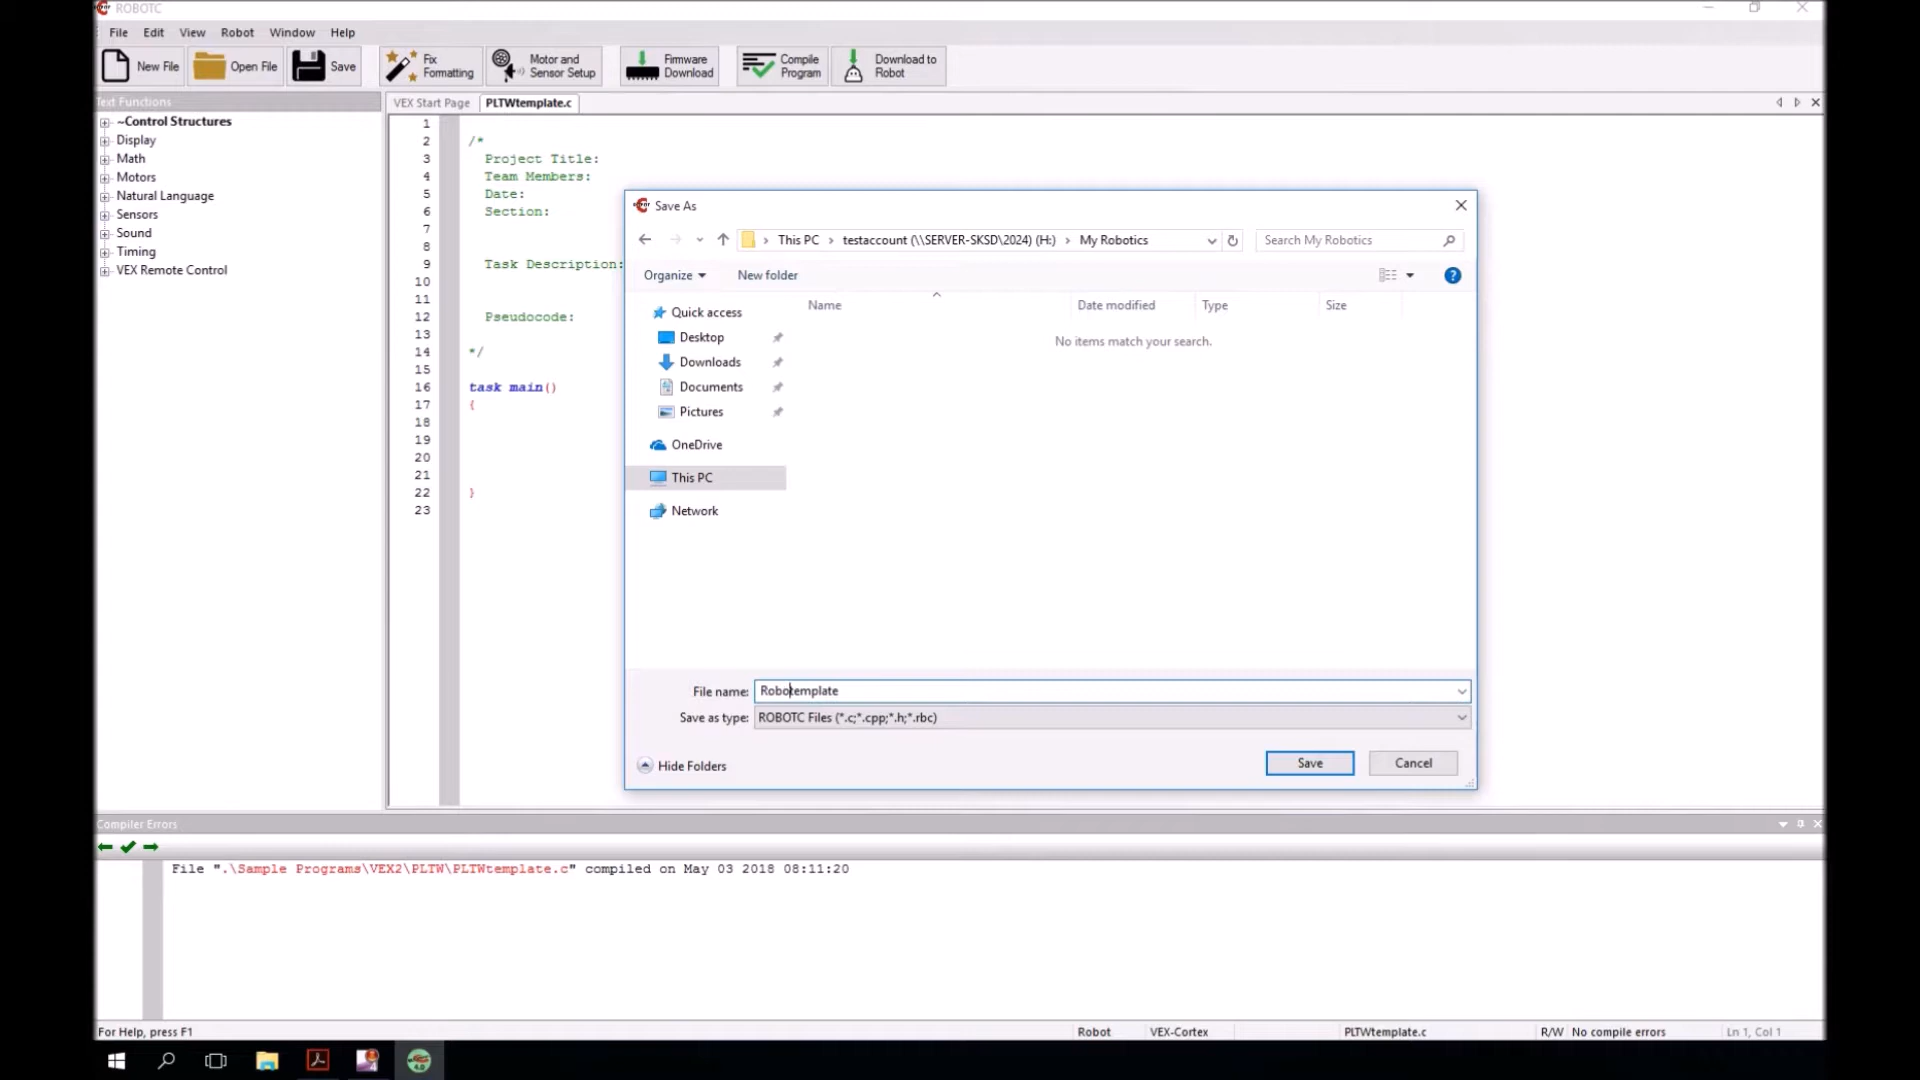 ROBOTC
File Edit View Robot Window Help
New File Open File Save Fix Formatting Motor and Sensor Setup Firmware Download Compile Program Download to Robot
Text Functions
~Control Structures
Display
Math
Motors
Natural Language
Sensors
Sound
Timing
VEX Remote Control
VEX Start Page PLTWtemplate.c
1
2 /*
3 Project Title:
4 Team Members:
5 Date:
6 Section:
7
8
9 Task Description:
10
11
12 Pseudocode:
13
14 */
15
16 task main()
17 {
18
19
20
21
22 }
23
Save As
This PC testaccount (\\SERVER-SKSD\2024) (H:) My Robotics Search My Robotics
Organize New folder
Quick access
Desktop
Downloads
Documents
Pictures
OneDrive
This PC
Network
Name Date modified Type Size
No items match your search.
File name: Robotemplate
Save as type: ROBOTC Files (*.c;*.cpp;*.h;*.rbc)
Hide Folders Save Cancel
Compiler Errors
File ".\Sample Programs\VEX2\PLTW\PLTWtemplate.c" compiled on May 03 2018 08:11:20
For Help, press F1 Robot VEX-Cortex PLTWtemplate.c R/W No compile errors Ln 1, Col 1